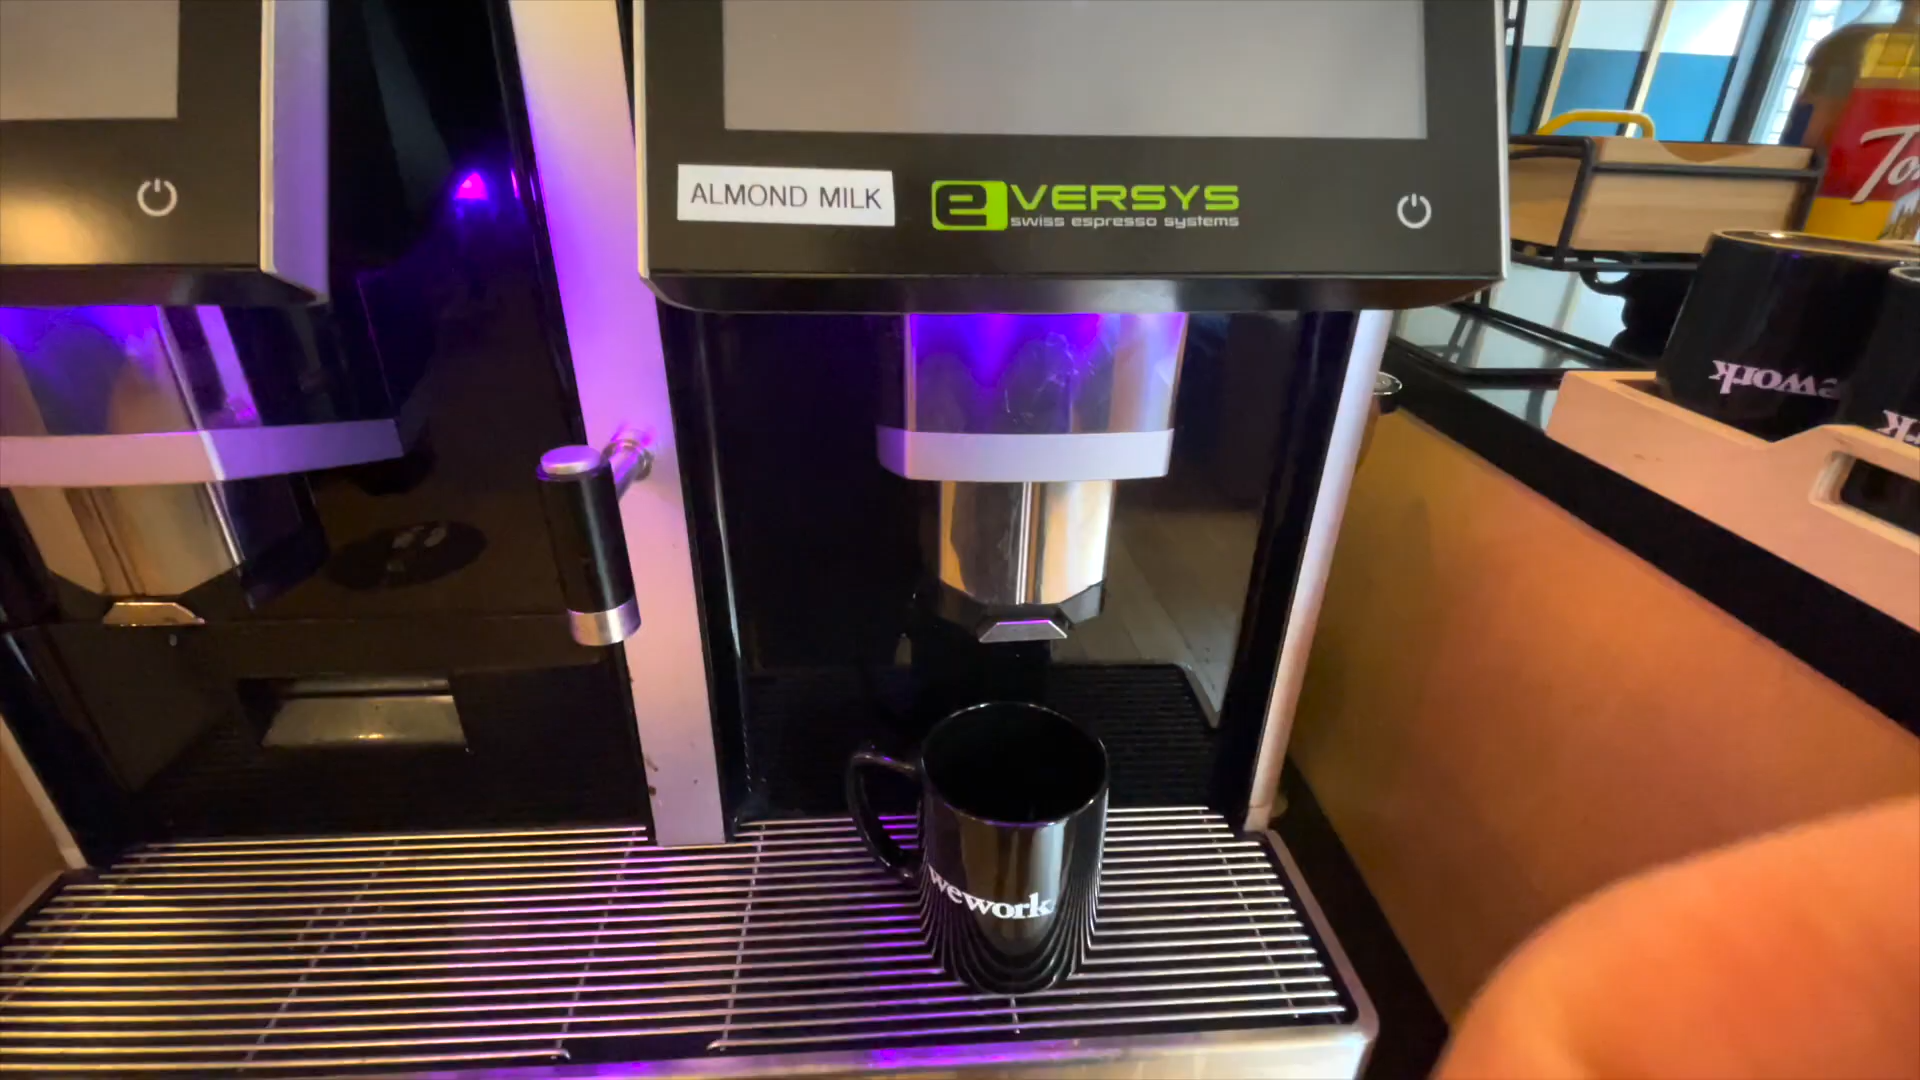 ALMOND MILK
eVERSYS
swiss espresso systems
wework
wework